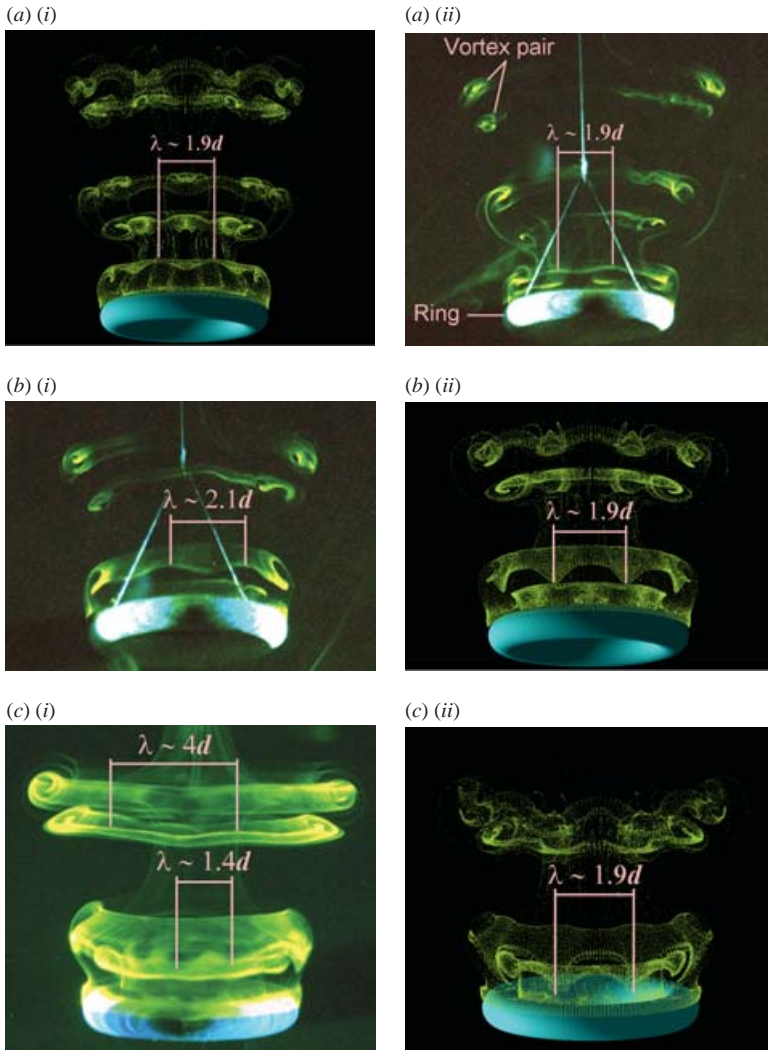 (a) (i)
λ ~ 1.9d
(a) (ii)
Vortex pair
λ ~ 1.9d
Ring
(b) (i)
λ ~ 2.1d
(b) (ii)
λ ~ 1.9d
(c) (i)
λ ~ 4d
λ ~ 1.4d
(c) (ii)
λ ~ 1.9d